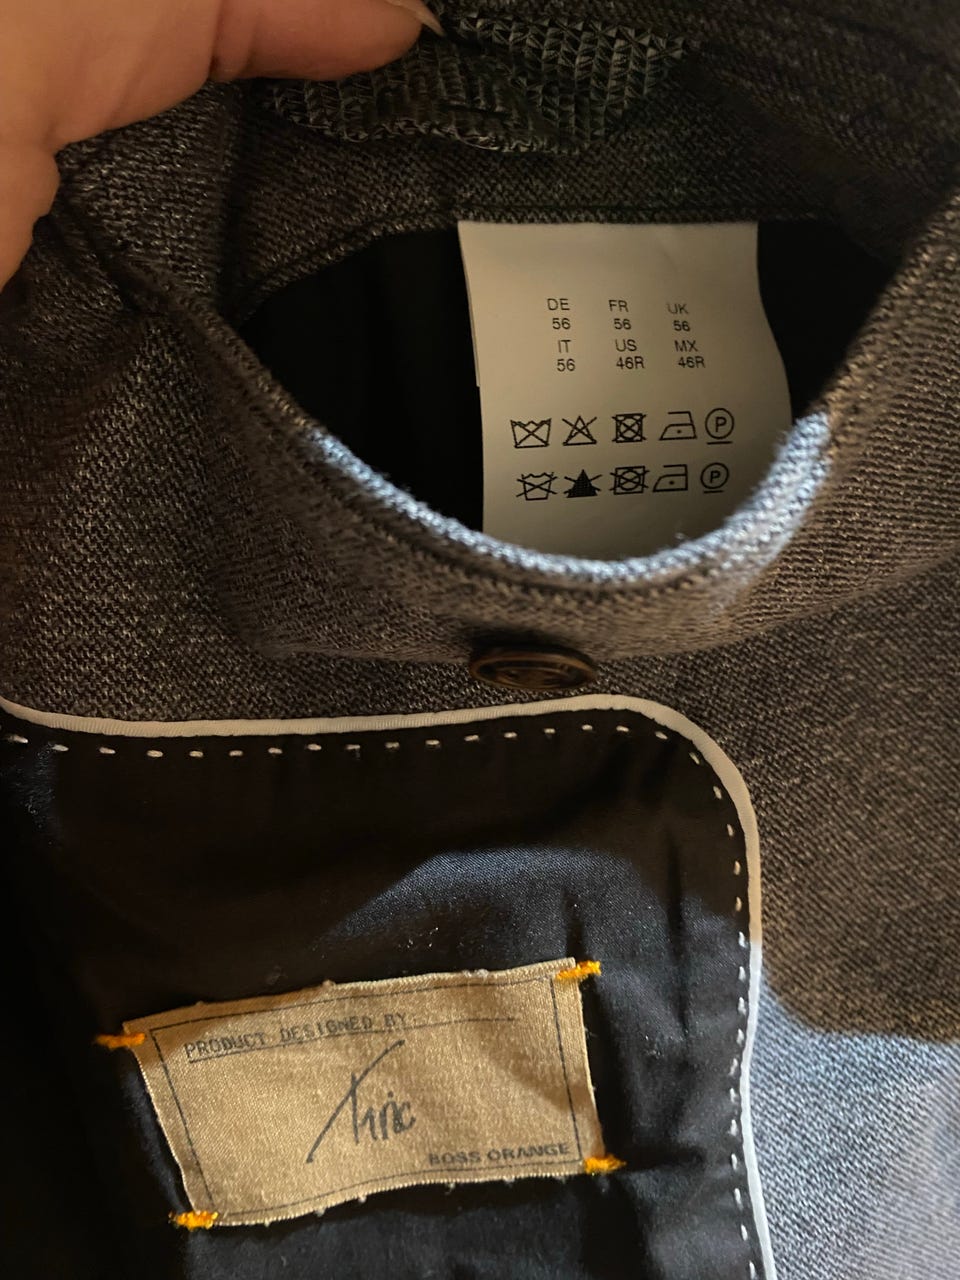 DE FR UK
56 56 56
IT US MX
56 46R 46R
P
P
PRODUCT DESIGNED BY
BOSS ORANGE